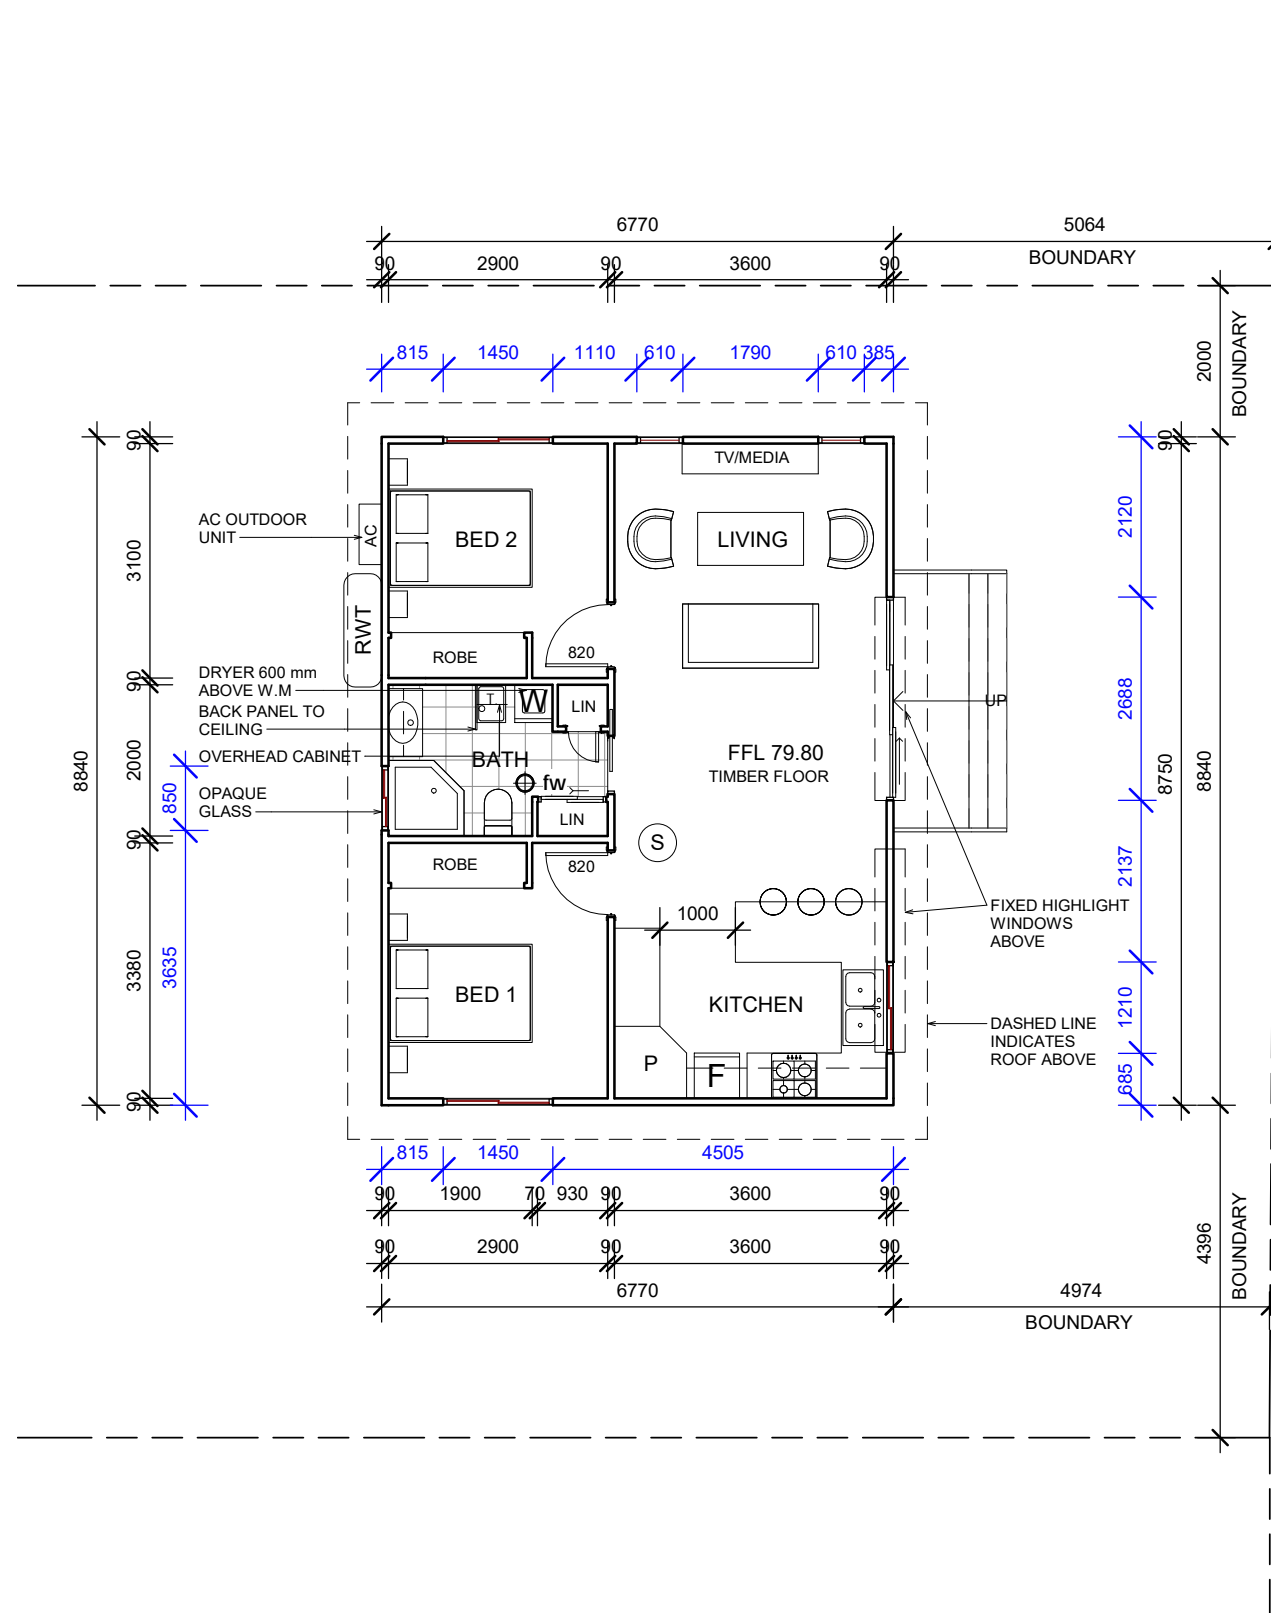 6770
5064
BOUNDARY
90
2900
90
3600
90
815
1450
1110
610
1790
610
385
2000
BOUNDARY
90
3100
90
2000
90
3380
90
8840
850
3635
AC OUTDOOR
UNIT
AC
RWT
BED 2
TV/MEDIA
LIVING
ROBE
820
DRYER 600 mm
ABOVE W.M
BACK PANEL TO
CEILING
OVERHEAD CABINET
OPAQUE
GLASS
T
W
LIN
BATH
fw
LIN
FFL 79.80
TIMBER FLOOR
UP
S
ROBE
820
BED 1
1000
KITCHEN
P
F
FIXED HIGHLIGHT
WINDOWS
ABOVE
DASHED LINE
INDICATES
ROOF ABOVE
2120
2688
2137
1210
685
90
8750
8840
4396
BOUNDARY
815
1450
4505
90
1900
70
930
90
3600
90
90
2900
90
3600
90
6770
4974
BOUNDARY